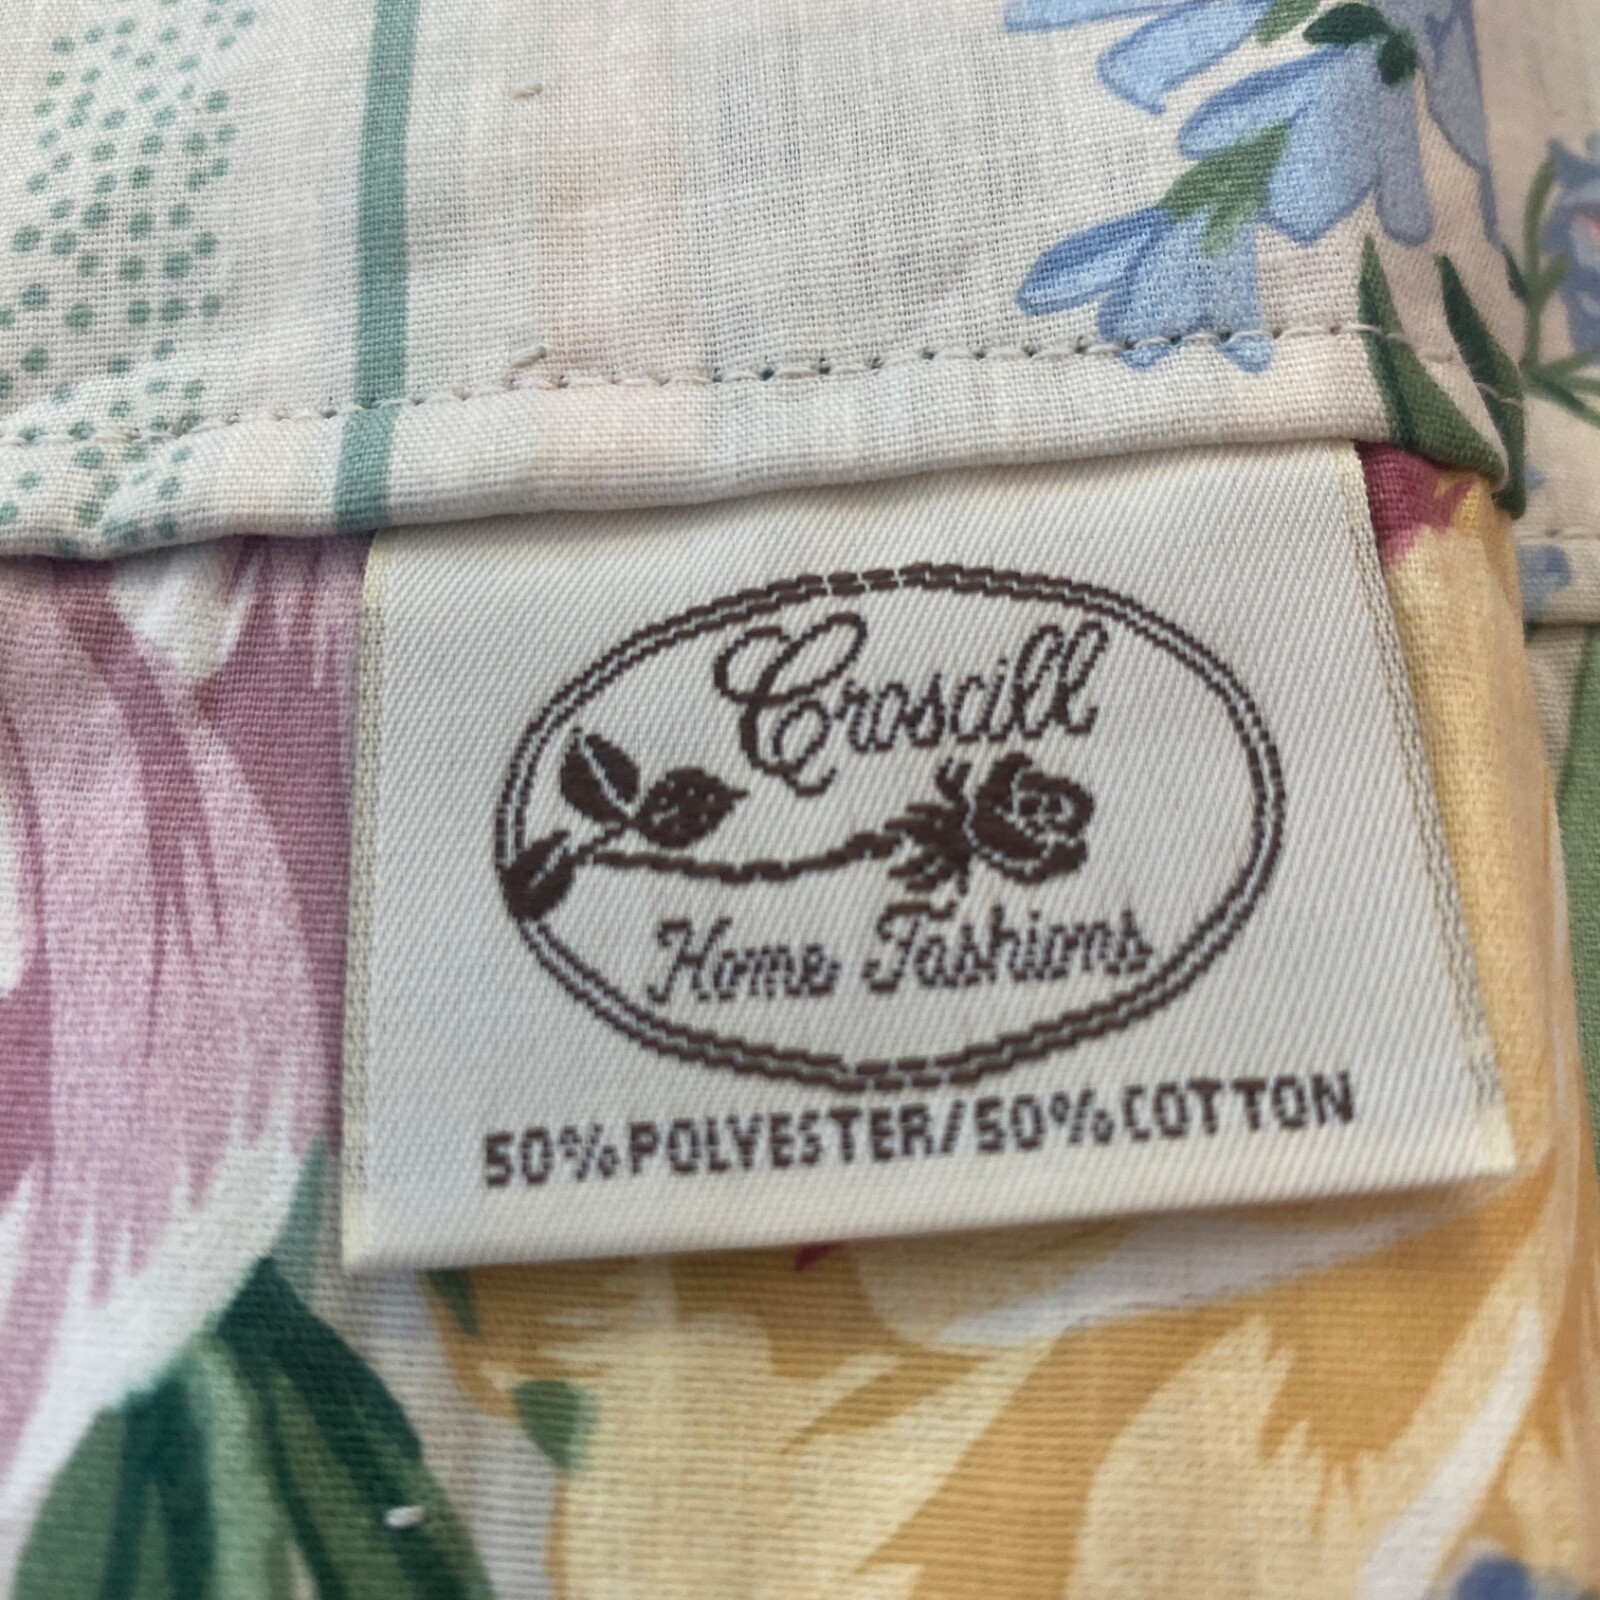 Croscill
Home Fashions
50%POLYESTER/50%COTTON